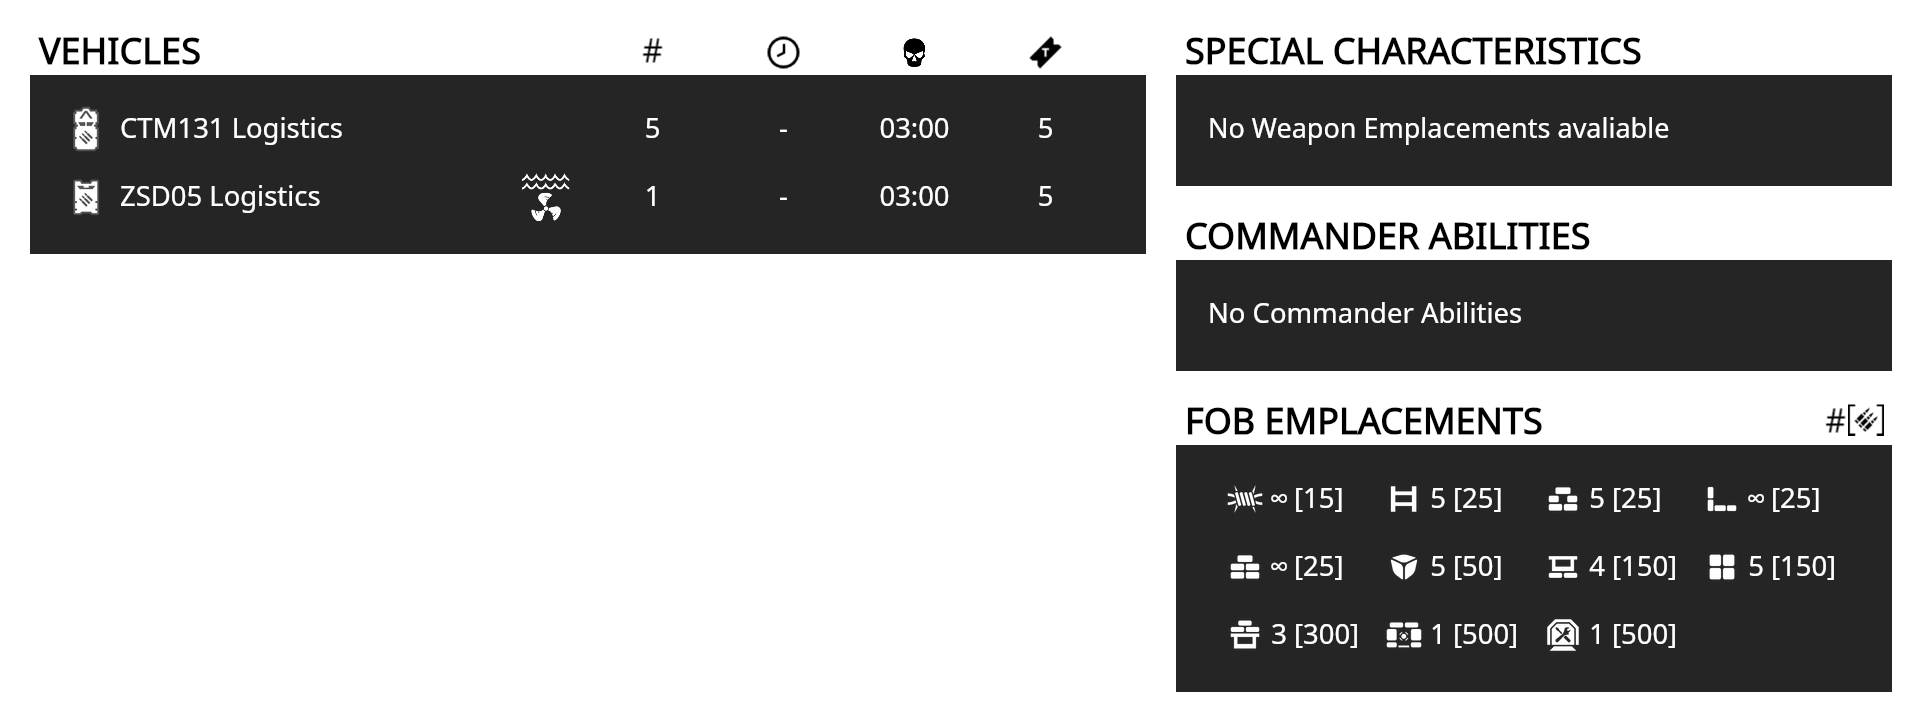 VEHICLES #
CTM131 Logistics 5 - 03:00 5
ZSD05 Logistics 1 - 03:00 5
SPECIAL CHARACTERISTICS
No Weapon Emplacements avaliable
COMMANDER ABILITIES
No Commander Abilities
FOB EMPLACEMENTS #[]
∞ [15] 5 [25] 5 [25] ∞ [25]
∞ [25] 5 [50] 4 [150] 5 [150]
3 [300] 1 [500] 1 [500]